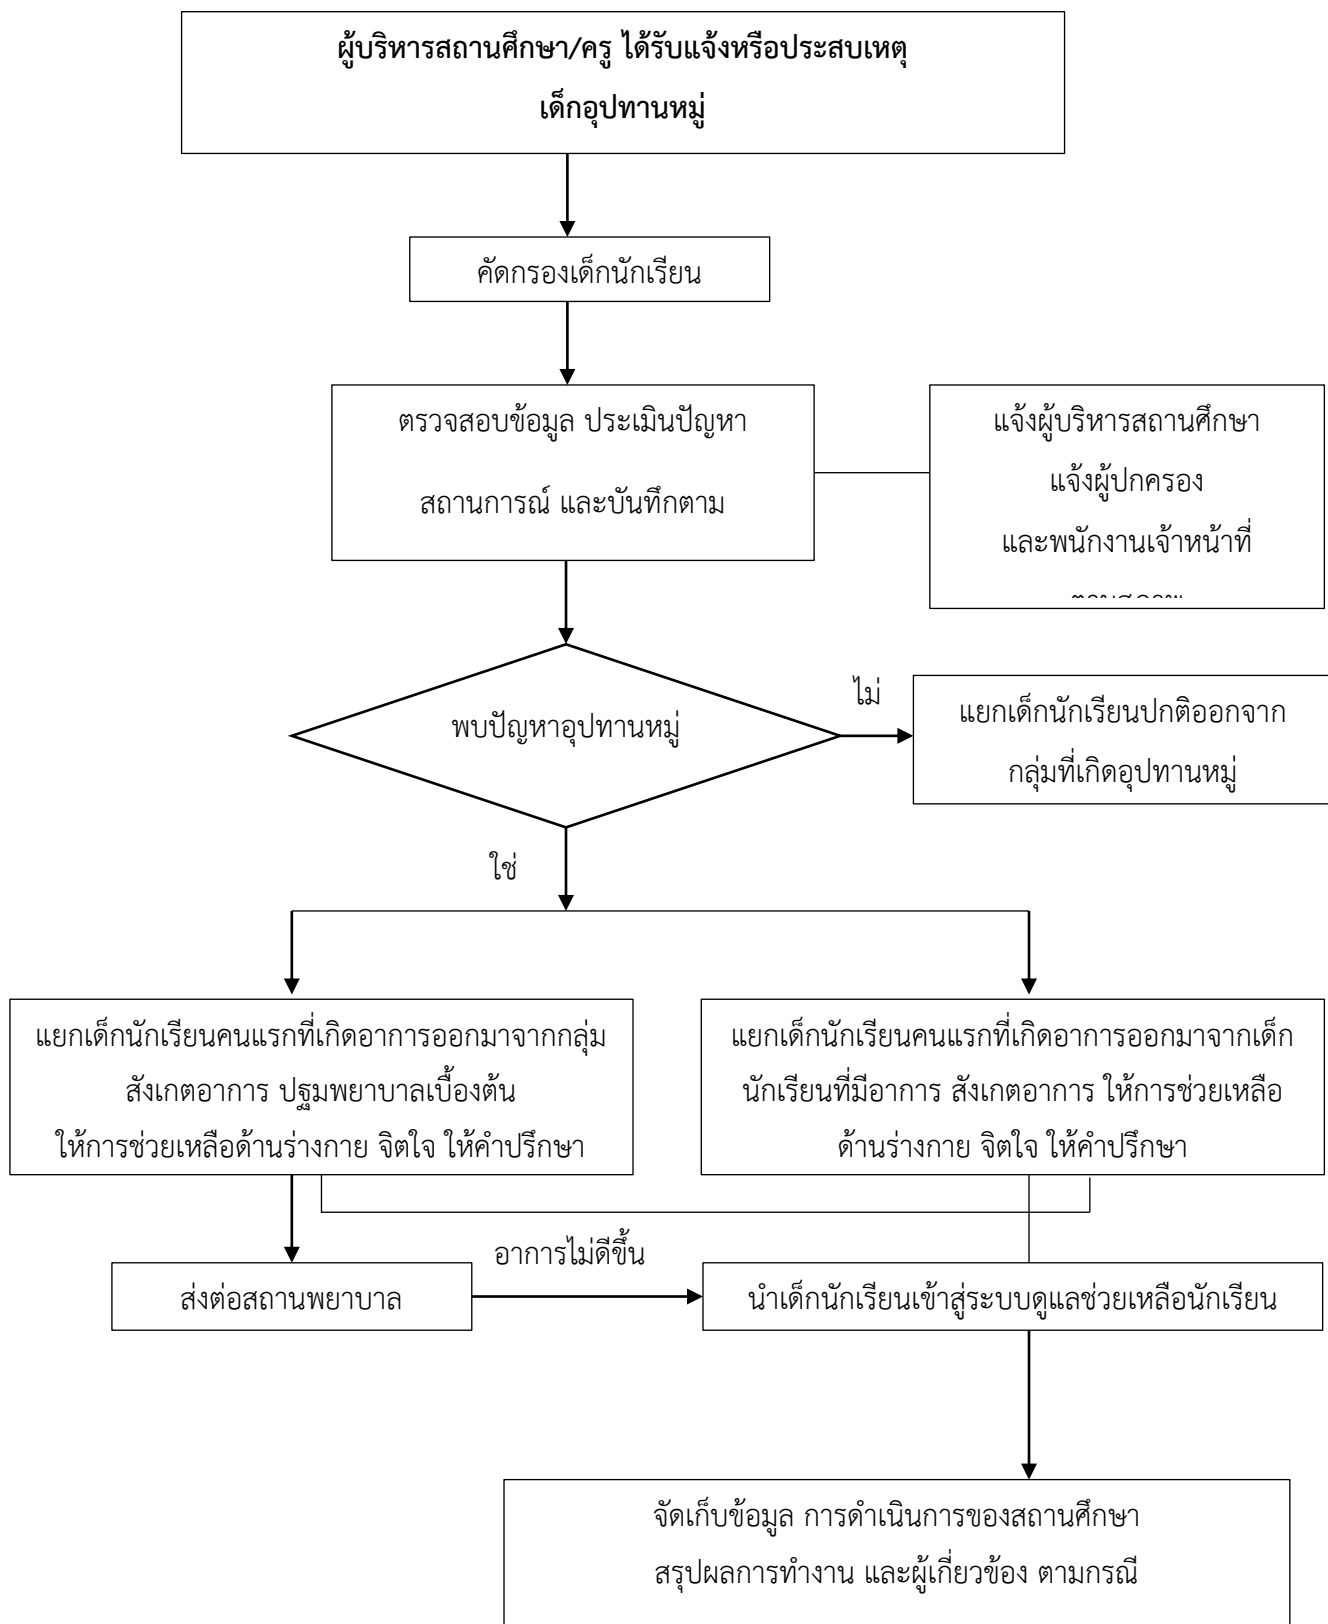 ผู้บริหารสถานศึกษา/ครู ได้รับแจ้งหรือประสบเหตุ
เด็กอุปทานหมู่
คัดกรองเด็กนักเรียน
ตรวจสอบข้อมูล ประเมินปัญหา
สถานการณ์ และบันทึกตาม
แจ้งผู้บริหารสถานศึกษา
แจ้งผู้ปกครอง
และพนักงานเจ้าหน้าที่
พบปัญหาอุปทานหมู่
ไม่
แยกเด็กนักเรียนปกติออกจาก
กลุ่มที่เกิดอุปทานหมู่
ใช่
แยกเด็กนักเรียนคนแรกที่เกิดอาการออกมาจากกลุ่ม
สังเกตอาการ ปฐมพยาบาลเบื้องต้น
ให้การช่วยเหลือด้านร่างกาย จิตใจ ให้คำปรึกษา
แยกเด็กนักเรียนคนแรกที่เกิดอาการออกมาจากเด็ก
นักเรียนที่มีอาการ สังเกตอาการ ให้การช่วยเหลือ
ด้านร่างกาย จิตใจ ให้คำปรึกษา
อาการไม่ดีขึ้น
ส่งต่อสถานพยาบาล
นำเด็กนักเรียนเข้าสู่ระบบดูแลช่วยเหลือนักเรียน
จัดเก็บข้อมูล การดำเนินการของสถานศึกษา
สรุปผลการทำงาน และผู้เกี่ยวข้อง ตามกรณี